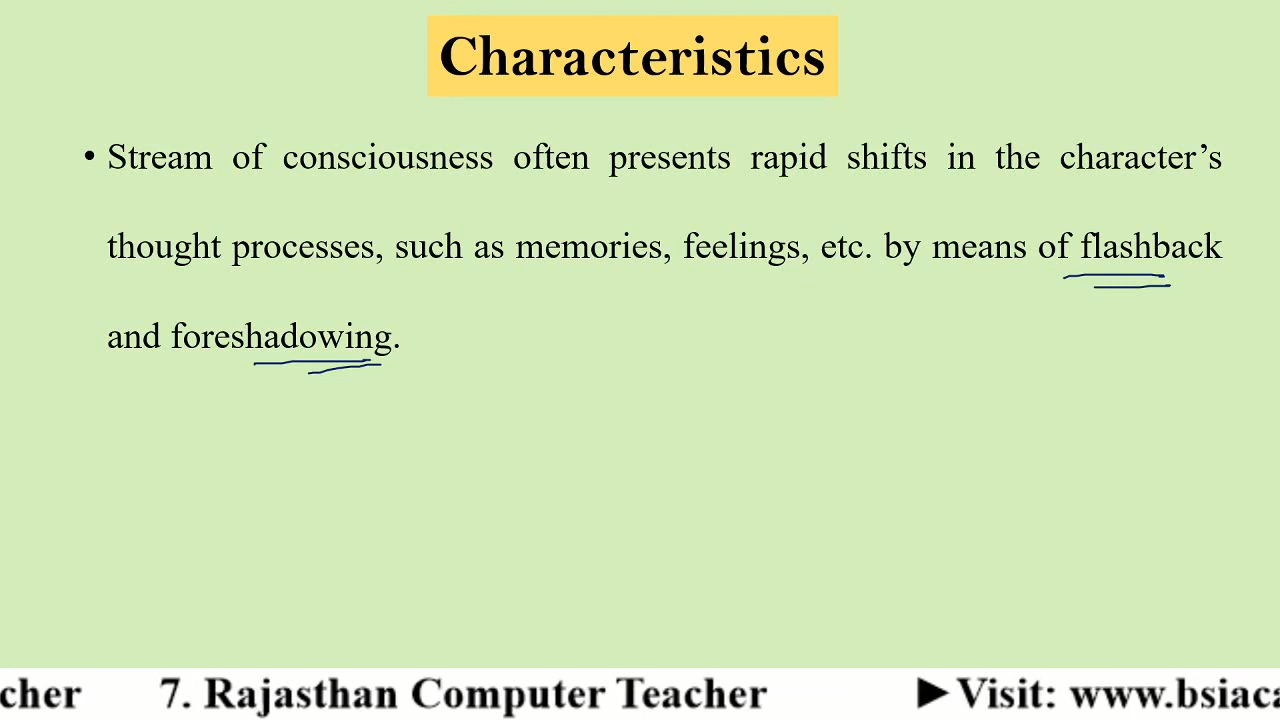 Characteristics
• Stream of consciousness often presents rapid shifts in the character’s
thought processes, such as memories, feelings, etc. by means of flashback
and foreshadowing.
cher 7. Rajasthan Computer Teacher ►Visit: www.bsiaca